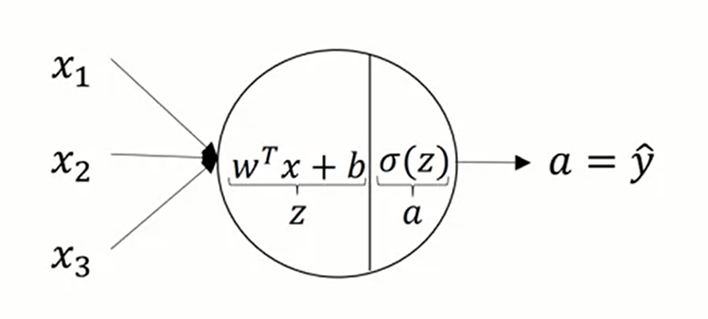 x₁
x₂
x₃
wᵀx + b
z
σ(z)
a
a = ŷ